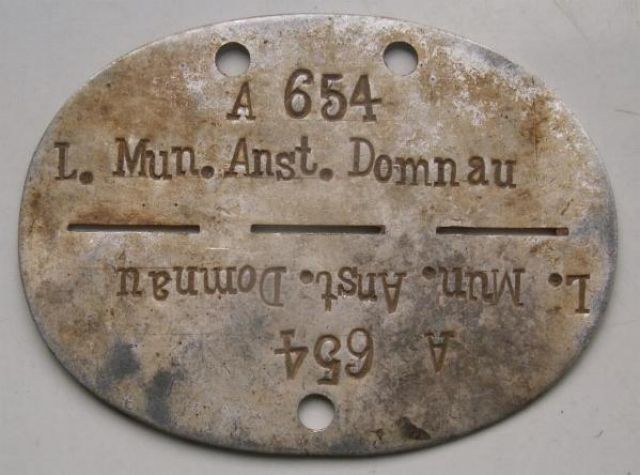 A 654
L. Mun. Anst. Domnau
L. Mun. Anst. Domnau
A 654